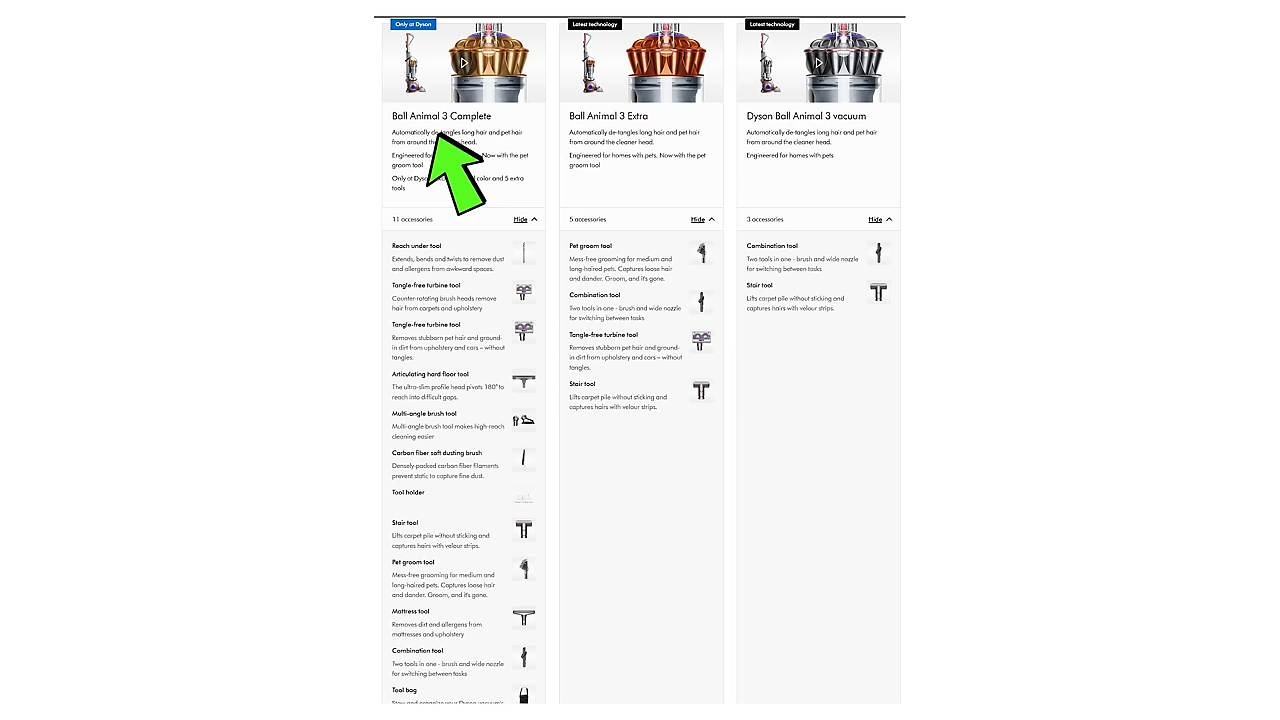 Only at Dyson
Ball Animal 3 Complete
Automatically de-tangles long hair and pet hair
from around the head.
Engineered Now with the pet
groom tool
Only at color and 5 extra
tools
11 accessories Hide
Reach under tool
Extends, bends and twists to remove dust
and allergens from awkward spaces.
Tangle-free turbine tool
Counter-rotating brush heads remove
hair from carpets and upholstery
Tangle-free turbine tool
Removes stubborn pet hair and ground-
in dirt from upholstery and cars – without
tangles.
Articulating hard floor tool
The ultra-slim profile head pivots 180° to
reach into difficult gaps.
Multi-angle brush tool
Multi-angle brush tool makes high-reach
cleaning easier
Carbon fiber soft dusting brush
Densely-packed carbon fiber filaments
prevent static to capture fine dust.
Tool holder
Stair tool
Lifts carpet pile without sticking and
captures hairs with velour strips.
Pet groom tool
Mess-free grooming for medium and
long-haired pets. Captures loose hair
and dander. Groom, and it's gone.
Mattress tool
Removes dirt and allergens from
mattresses and upholstery
Combination tool
Two tools in one - brush and wide nozzle
for switching between tasks
Tool bag
Latest technology
Ball Animal 3 Extra
Automatically de-tangles long hair and pet hair
from around the cleaner head.
Engineered for homes with pets. Now with the pet
groom tool
5 accessories Hide
Pet groom tool
Mess-free grooming for medium and
long-haired pets. Captures loose hair
and dander. Groom, and it's gone.
Combination tool
Two tools in one - brush and wide nozzle
for switching between tasks
Tangle-free turbine tool
Removes stubborn pet hair and ground-
in dirt from upholstery and cars – without
tangles.
Stair tool
Lifts carpet pile without sticking and
captures hairs with velour strips.
Latest technology
Dyson Ball Animal 3 vacuum
Automatically de-tangles long hair and pet hair
from around the cleaner head.
Engineered for homes with pets
3 accessories Hide
Combination tool
Two tools in one - brush and wide nozzle
for switching between tasks
Stair tool
Lifts carpet pile without sticking and
captures hairs with velour strips.